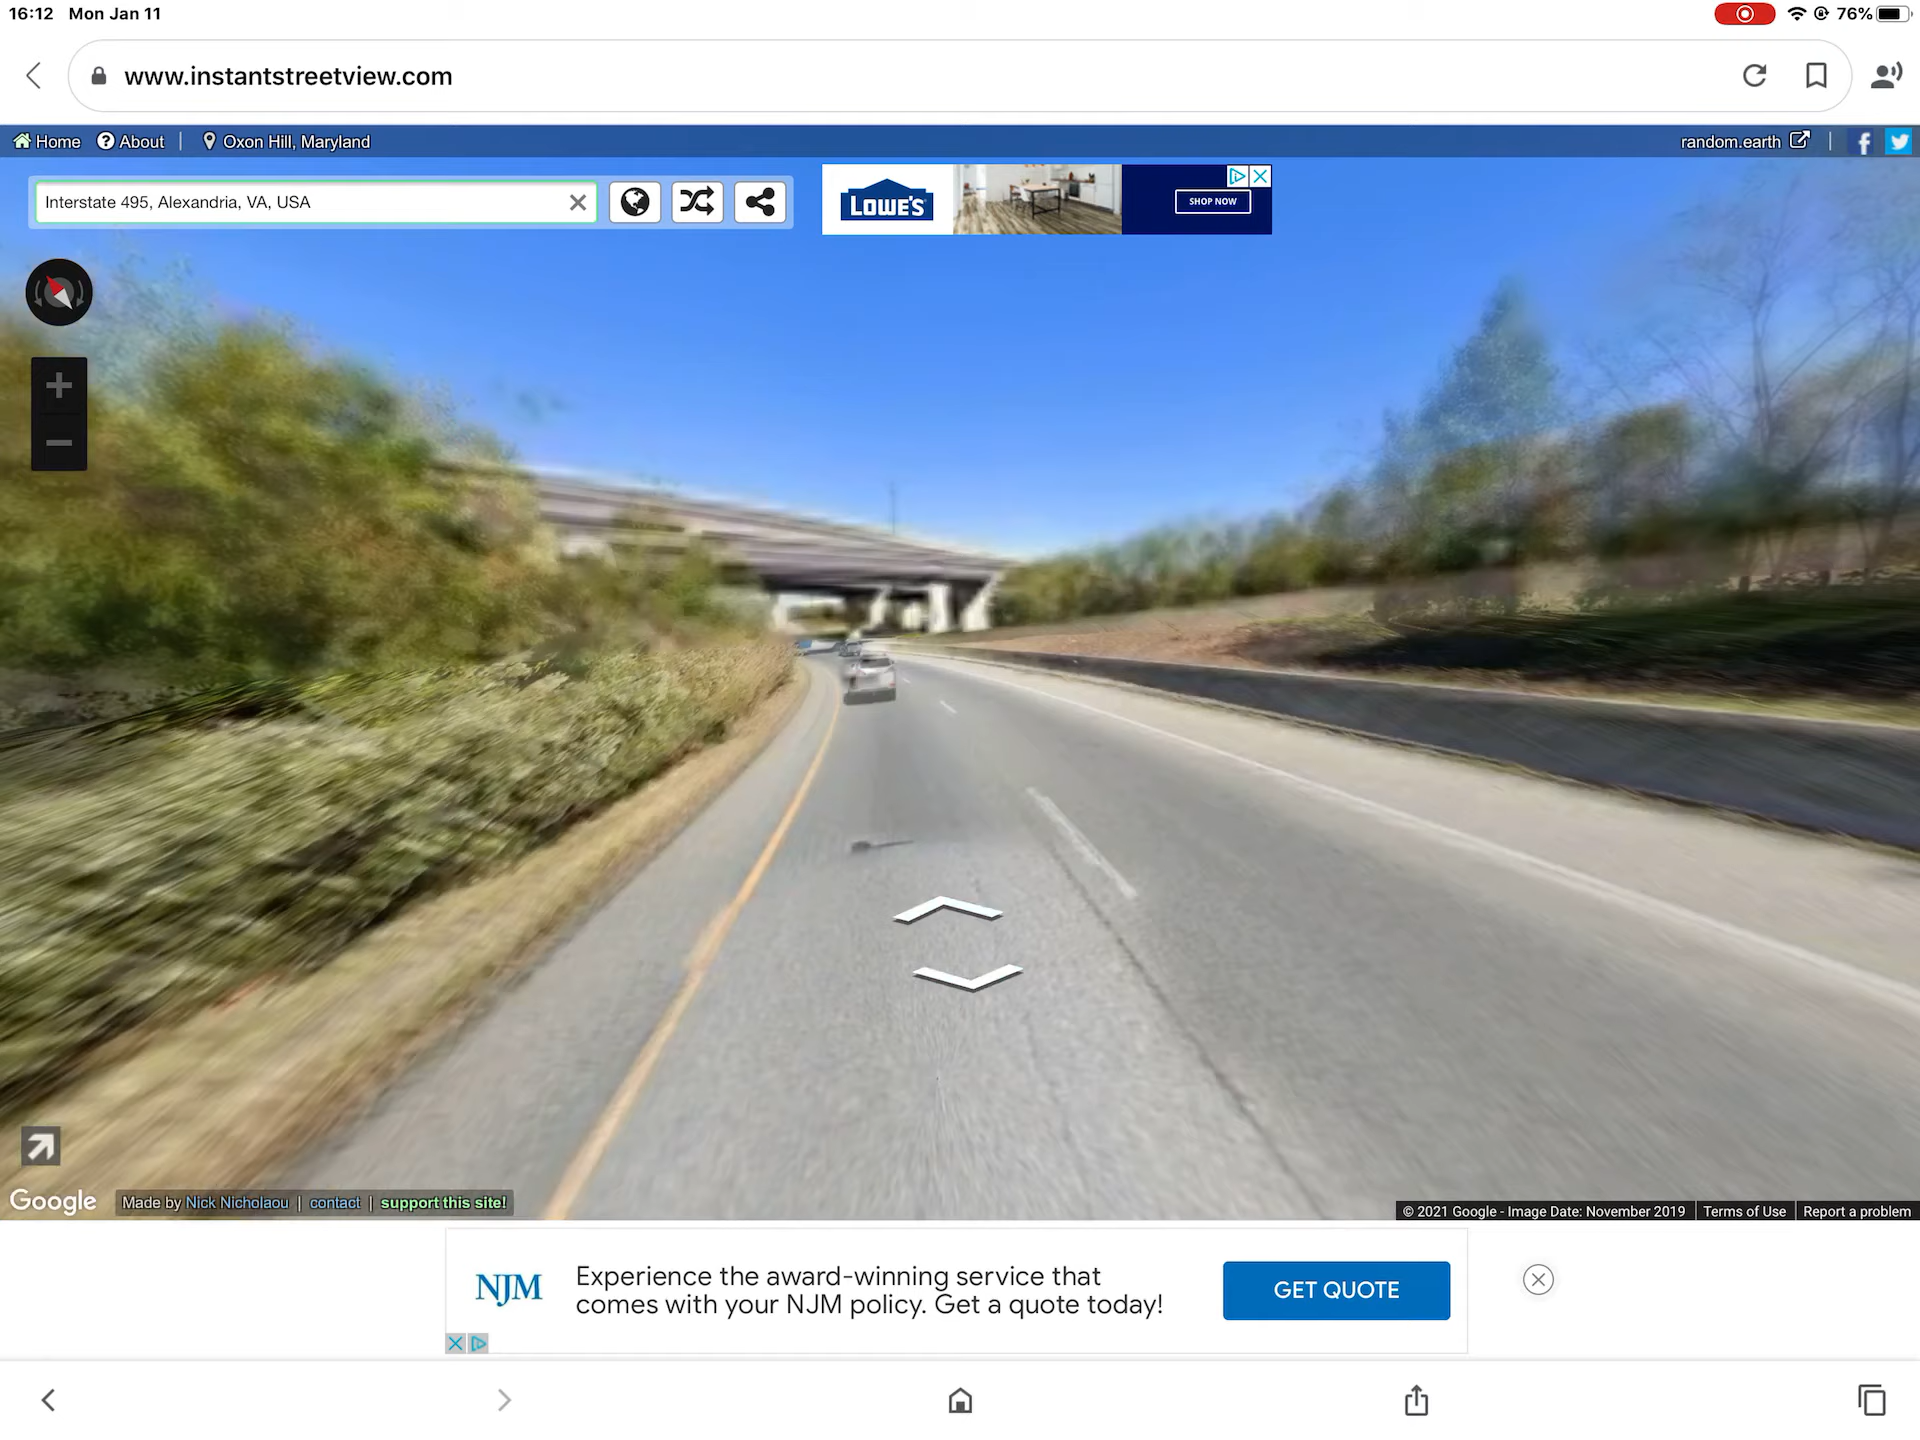 16:12 Mon Jan 11
76%
www.instantstreetview.com
Home About | Oxon Hill, Maryland
random.earth |
Interstate 495, Alexandria, VA, USA
LOWE'S
SHOP NOW
Google
Made by Nick Nicholaou | contact | support this site!
© 2021 Google - Image Date: November 2019 Terms of Use Report a problem
NJM
Experience the award-winning service that
comes with your NJM policy. Get a quote today!
GET QUOTE